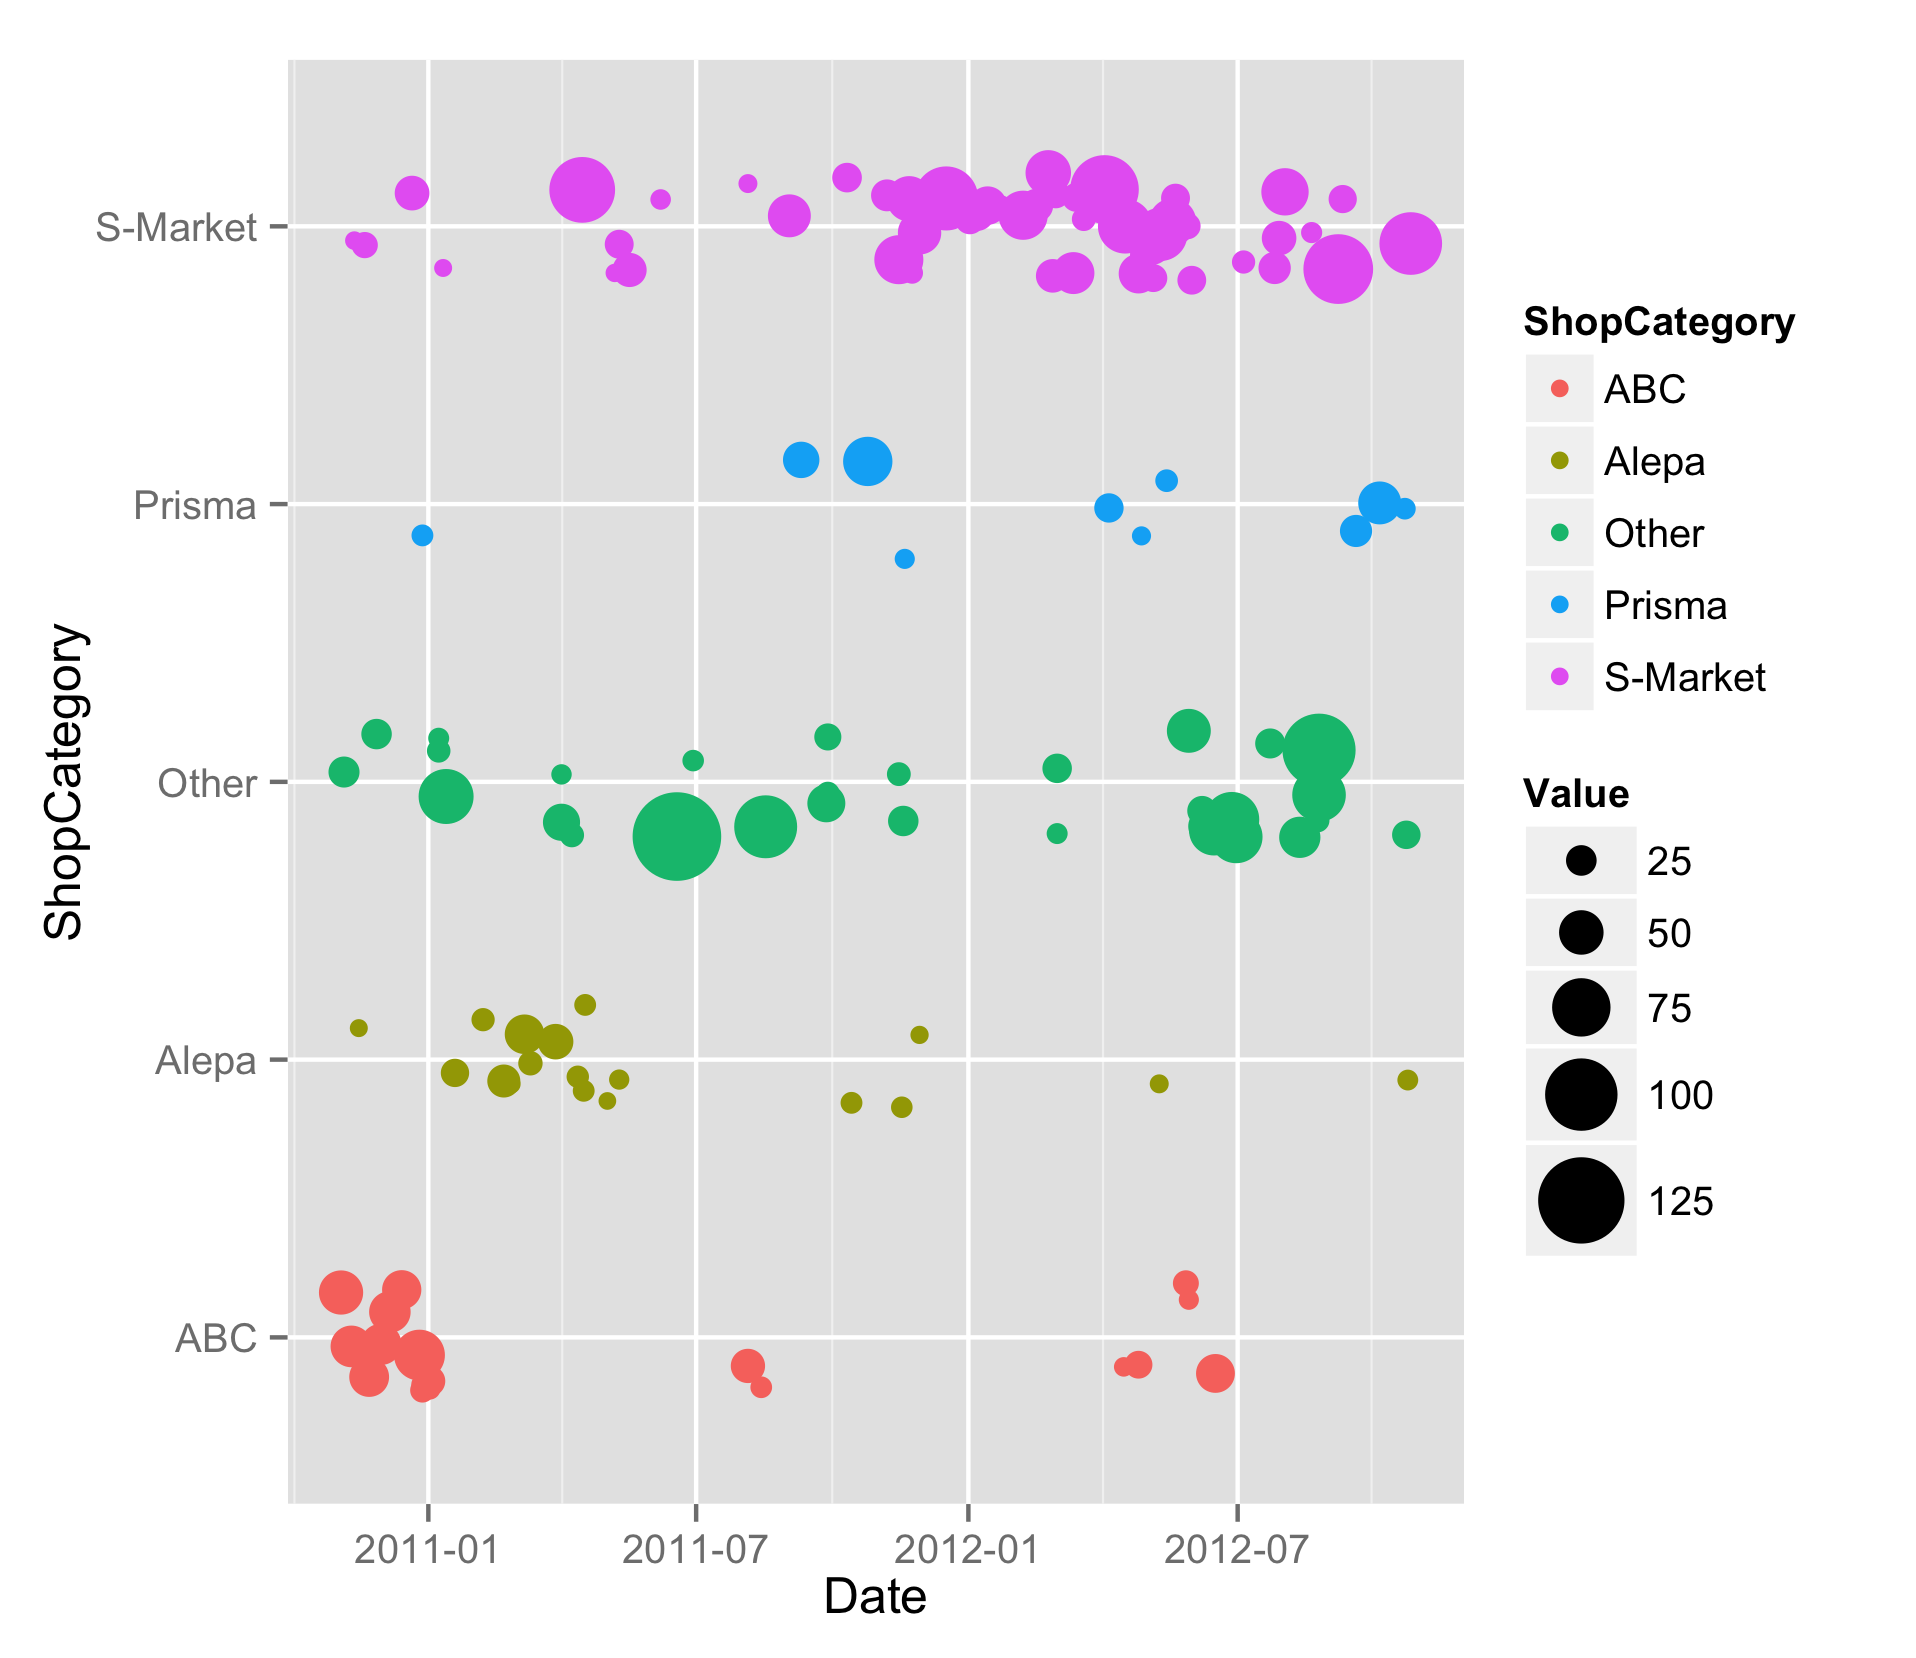 S-Market
Prisma
Other
Alepa
ABC
ShopCategory
2011-01
2011-07
2012-01
2012-07
Date
ShopCategory
ABC
Alepa
Other
Prisma
S-Market
Value
25
50
75
100
125